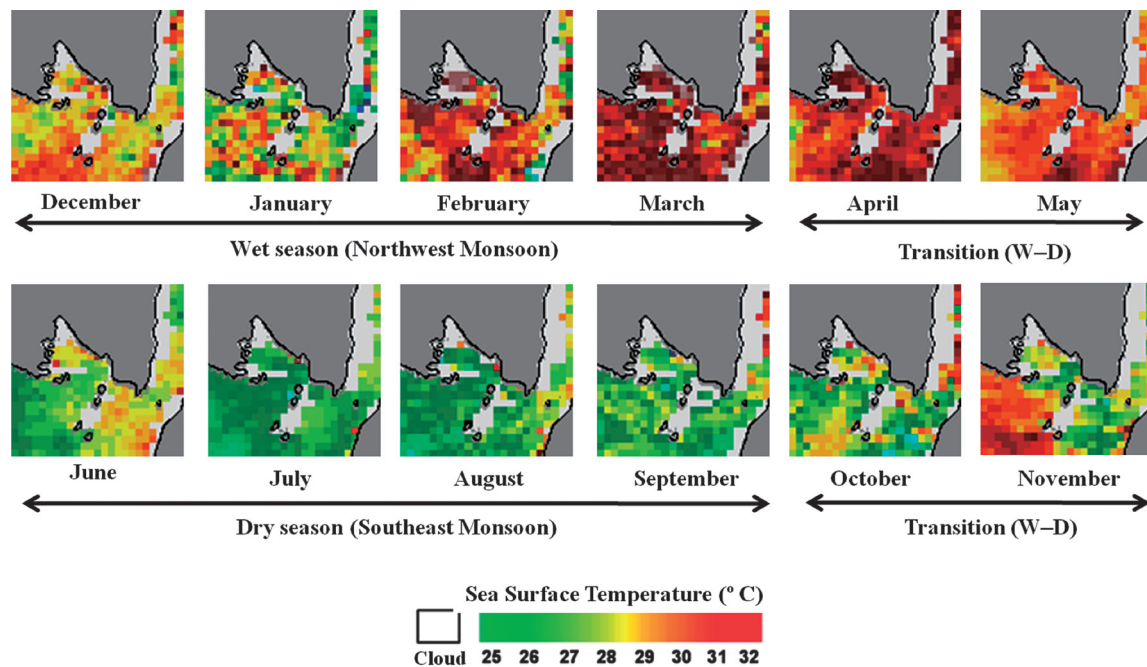 December January February March April May
Wet season (Northwest Monsoon) Transition (W–D)
June July August September October November
Dry season (Southeast Monsoon) Transition (W–D)
Sea Surface Temperature (° C)
Cloud 25 26 27 28 29 30 31 32